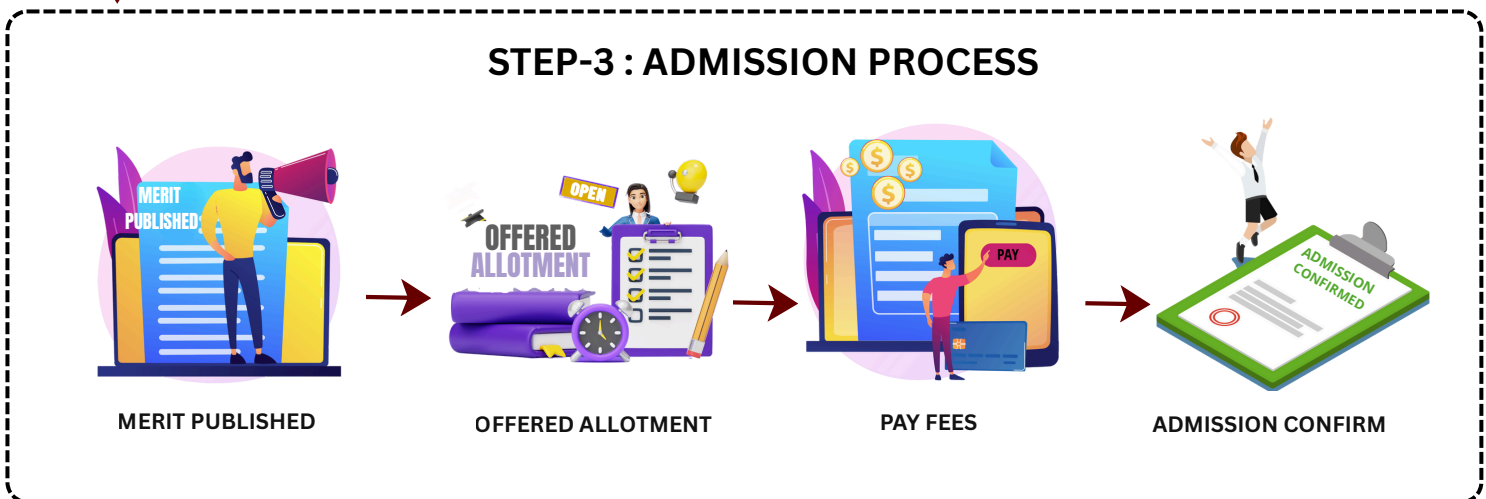 STEP-3 : ADMISSION PROCESS
MERIT
PUBLISHED
OPEN
OFFERED
ALLOTMENT
$
$
$
$
PAY
ADMISSION
CONFIRMED
MERIT PUBLISHED
OFFERED ALLOTMENT
PAY FEES
ADMISSION CONFIRM